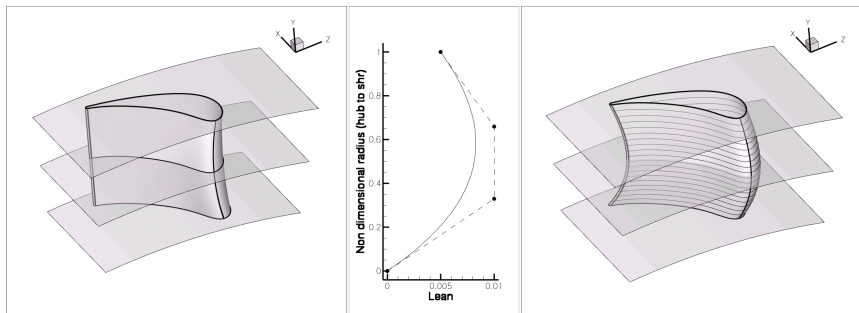 Y
X
Z
Non dimensional radius (hub to shr)
1
0.8
0.6
0.4
0.2
0
0
0.005
0.01
Lean
Y
X
Z